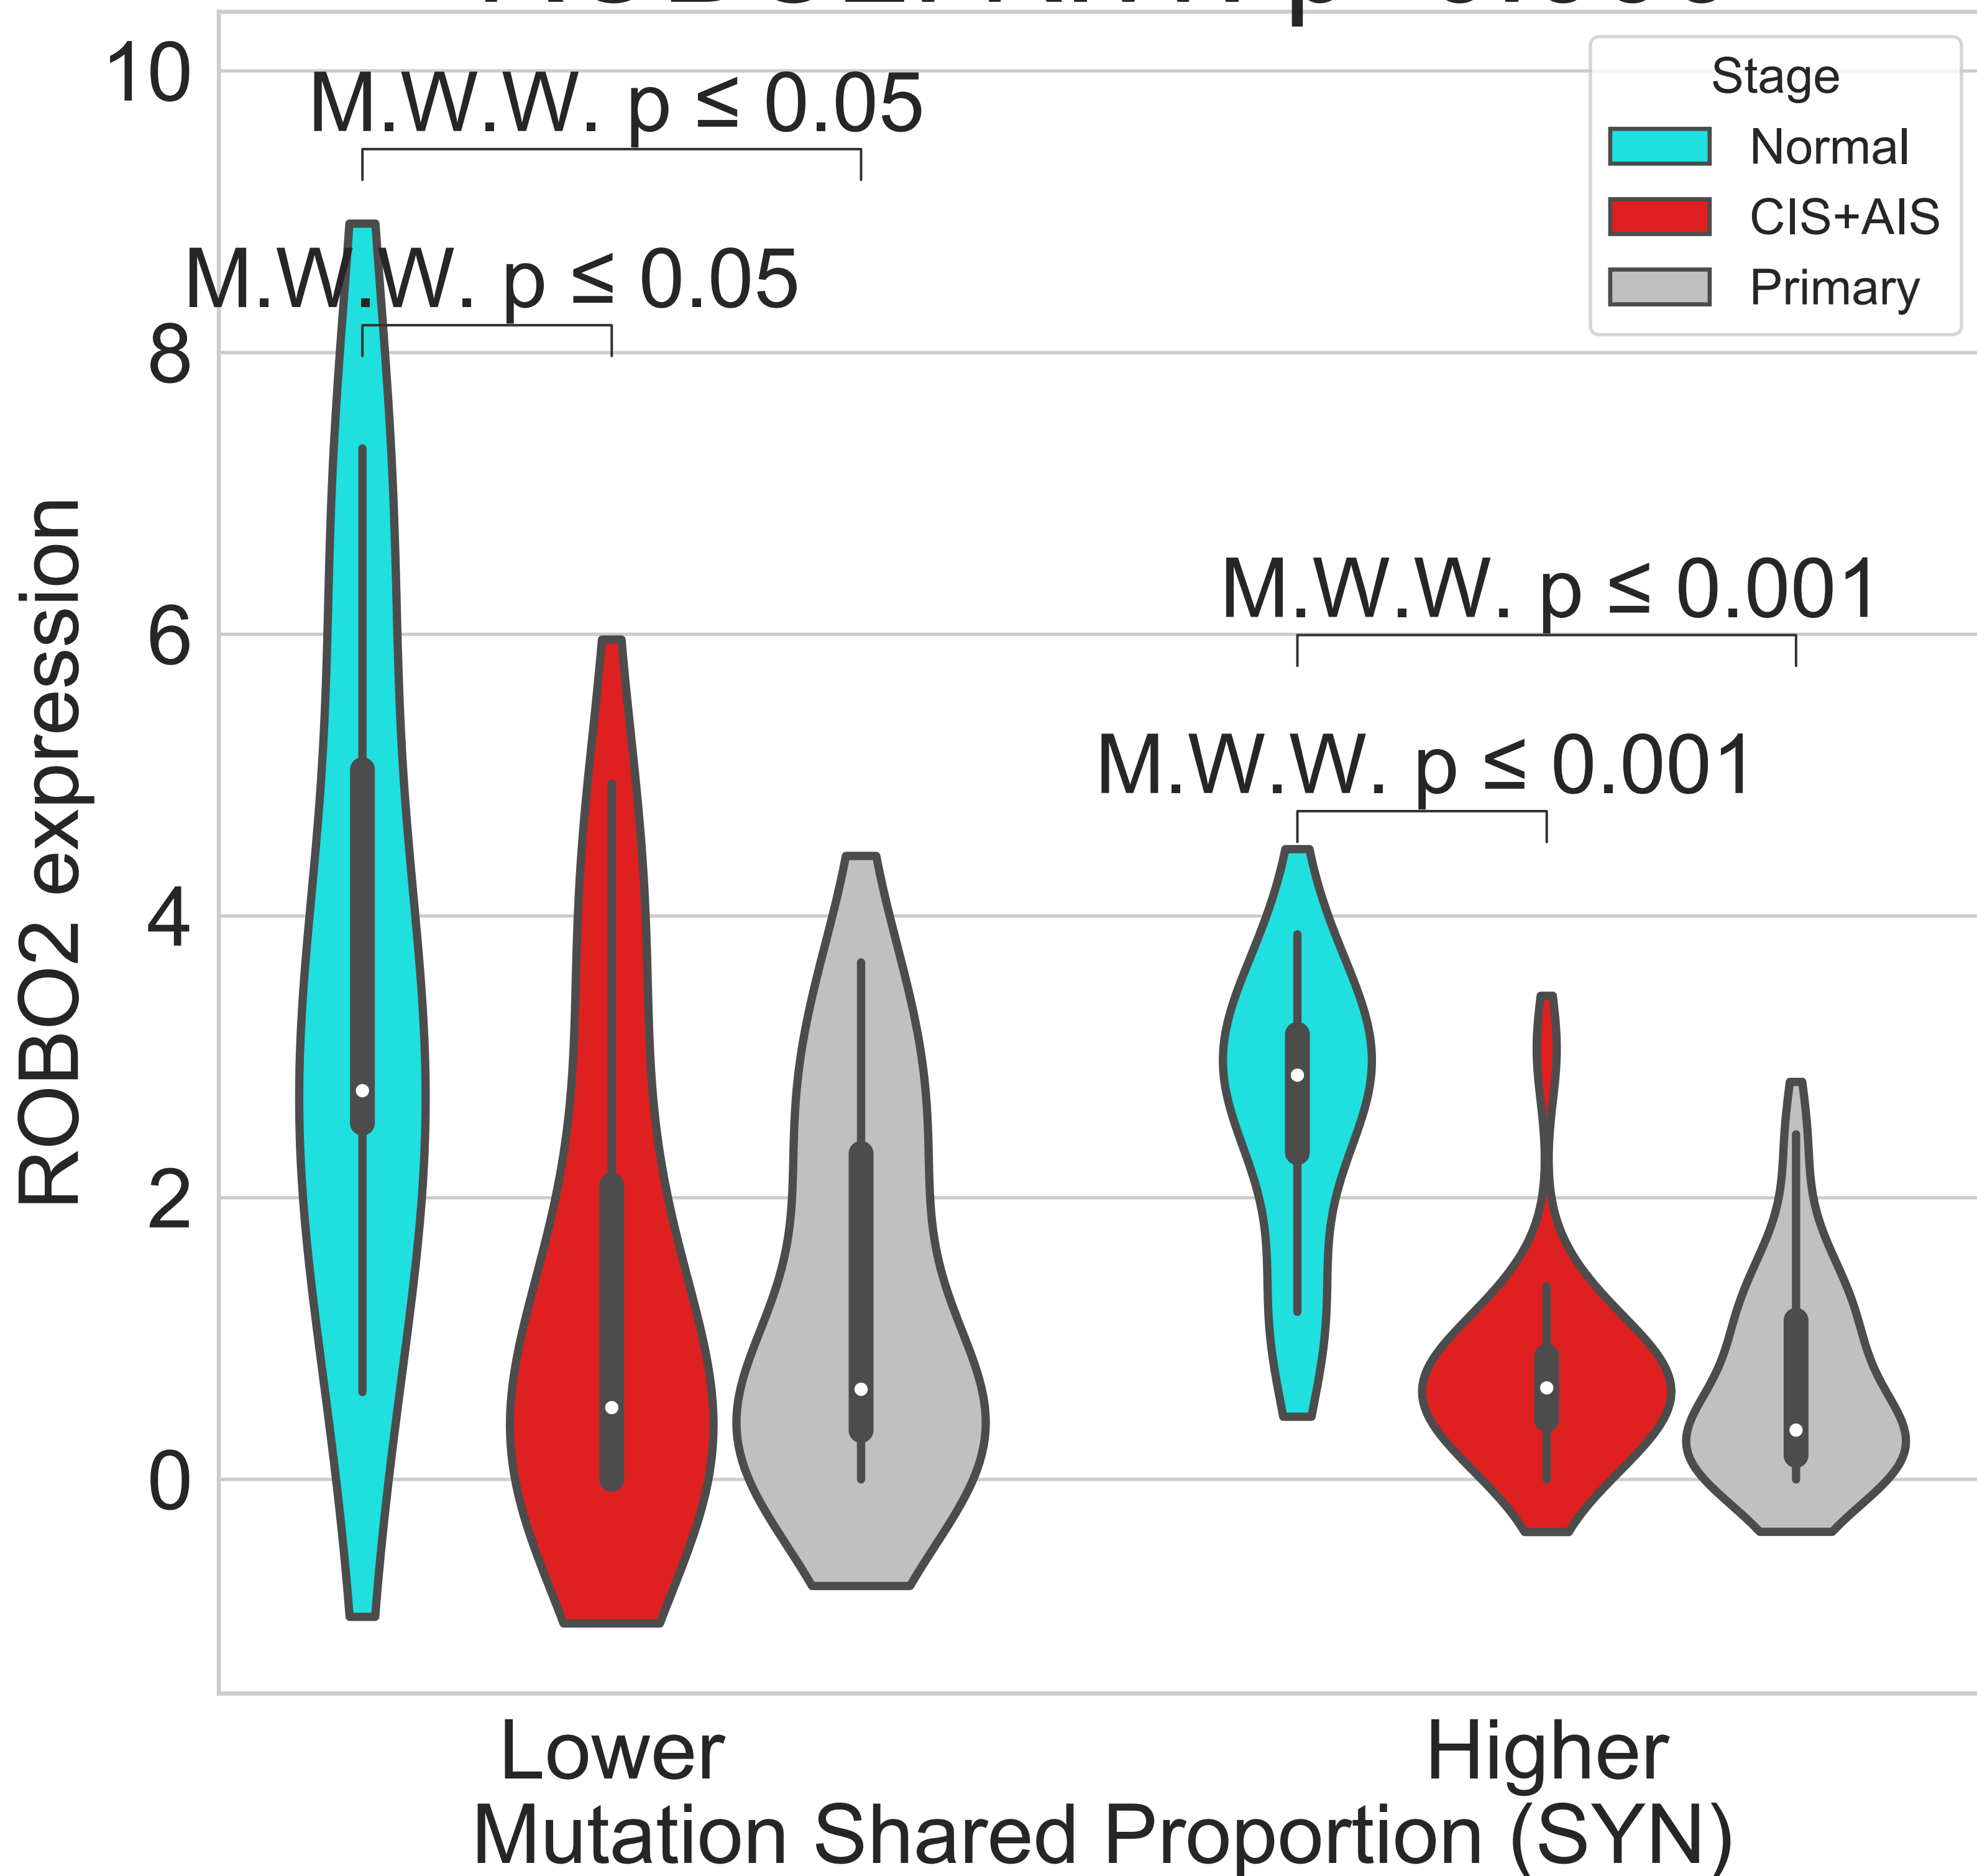 10
8
6
4
2
0
ROBO2 expression
M.W.W. p ≤ 0.05
M.W.W. p ≤ 0.05
M.W.W. p ≤ 0.001
M.W.W. p ≤ 0.001
Stage
Normal
CIS+AIS
Primary
Lower
Higher
Mutation Shared Proportion (SYN)